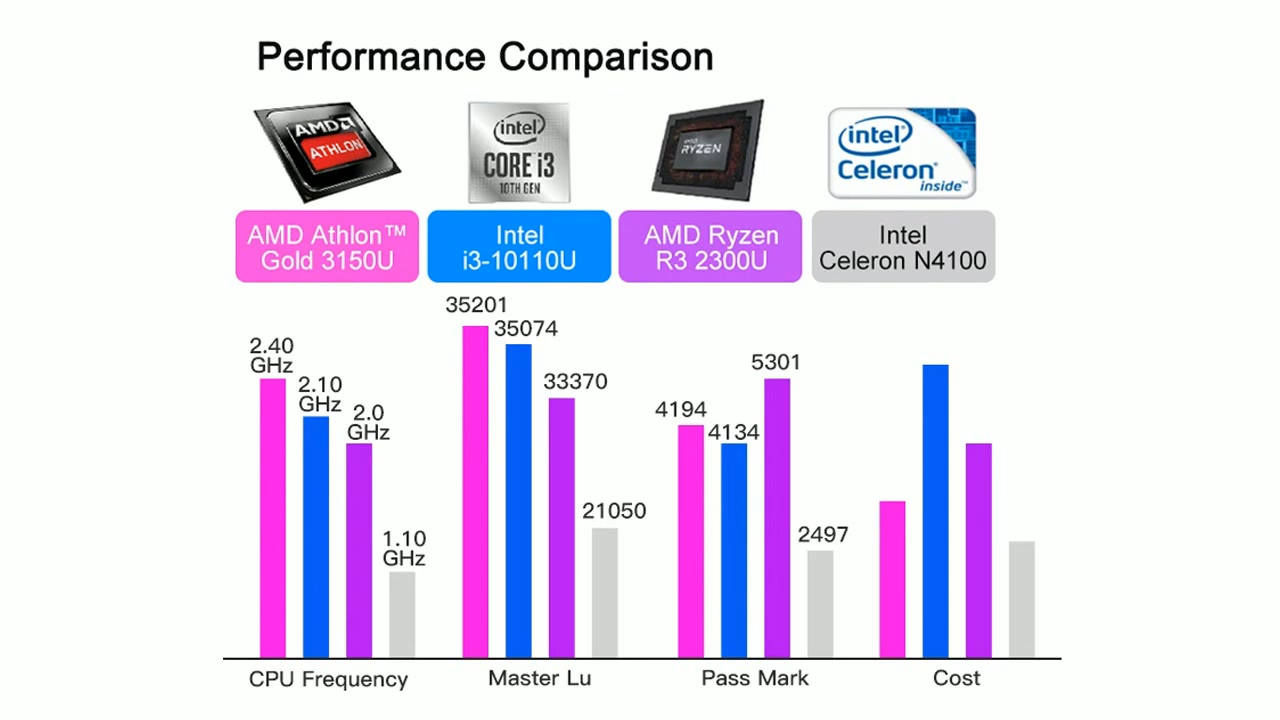 Performance Comparison
AMD
ATHLON
intel
CORE i3
10TH GEN
AMD
RYZEN
intel
Celeron
inside™
AMD Athlon™
Gold 3150U
Intel
i3-10110U
AMD Ryzen
R3 2300U
Intel
Celeron N4100
2.40
GHz
2.10
GHz
2.0
GHz
1.10
GHz
35201
35074
33370
21050
4194
4134
5301
2497
CPU Frequency
Master Lu
Pass Mark
Cost